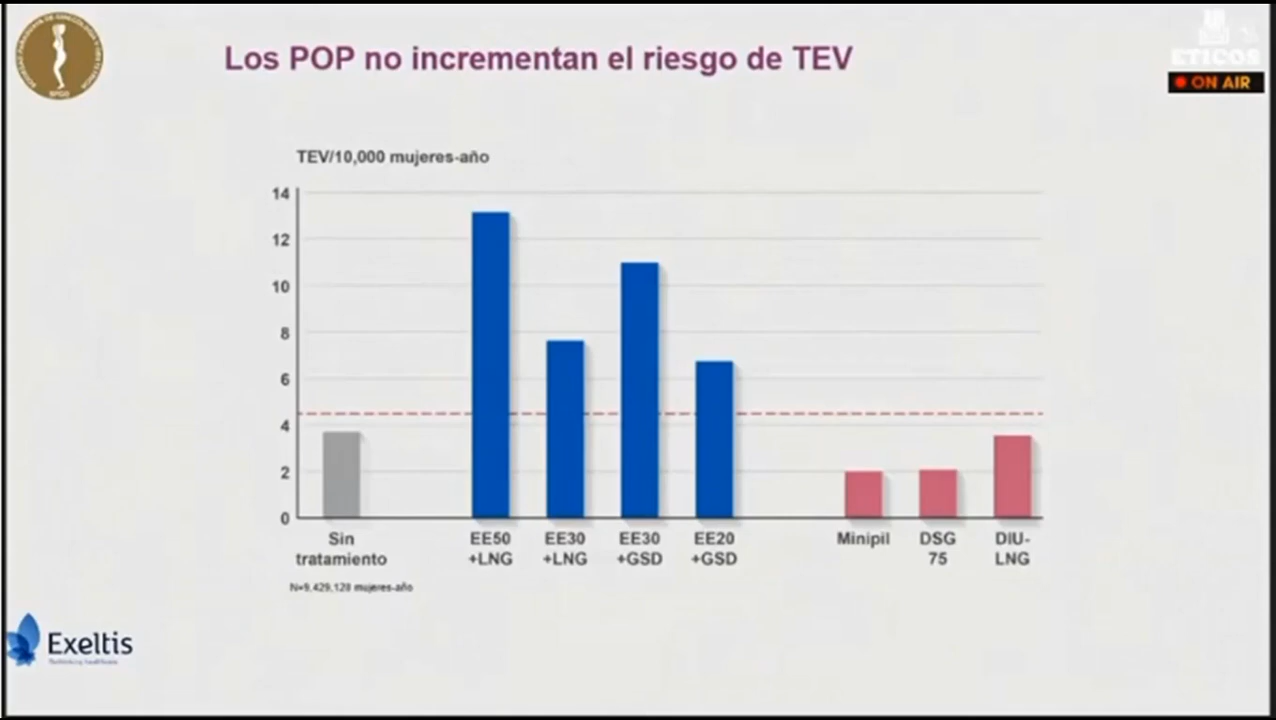 Los POP no incrementan el riesgo de TEV
ETICOS
ON AIR
TEV/10,000 mujeres-año
14
12
10
8
6
4
2
0
Sin
tratamiento
EE50
+LNG
EE30
+LNG
EE30
+GSD
EE20
+GSD
Minipil
DSG
75
DIU-
LNG
N=9,429,128 mujeres-año
Exeltis